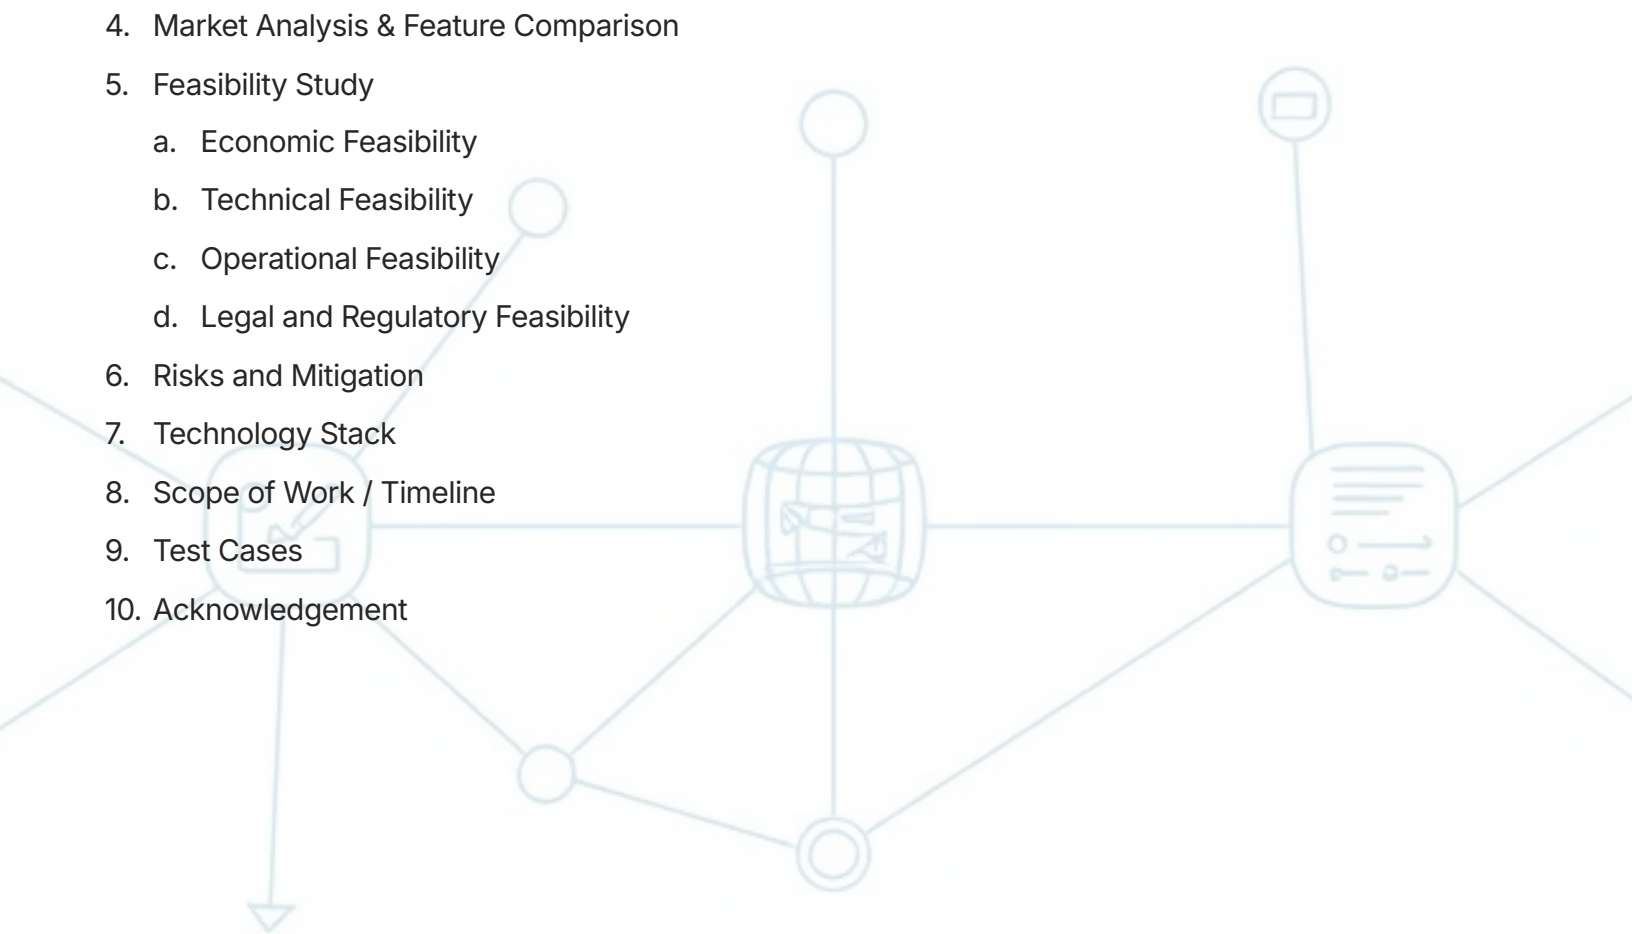 4. Market Analysis & Feature Comparison
5. Feasibility Study
a. Economic Feasibility
b. Technical Feasibility
c. Operational Feasibility
d. Legal and Regulatory Feasibility
6. Risks and Mitigation
7. Technology Stack
8. Scope of Work / Timeline
9. Test Cases
10. Acknowledgement